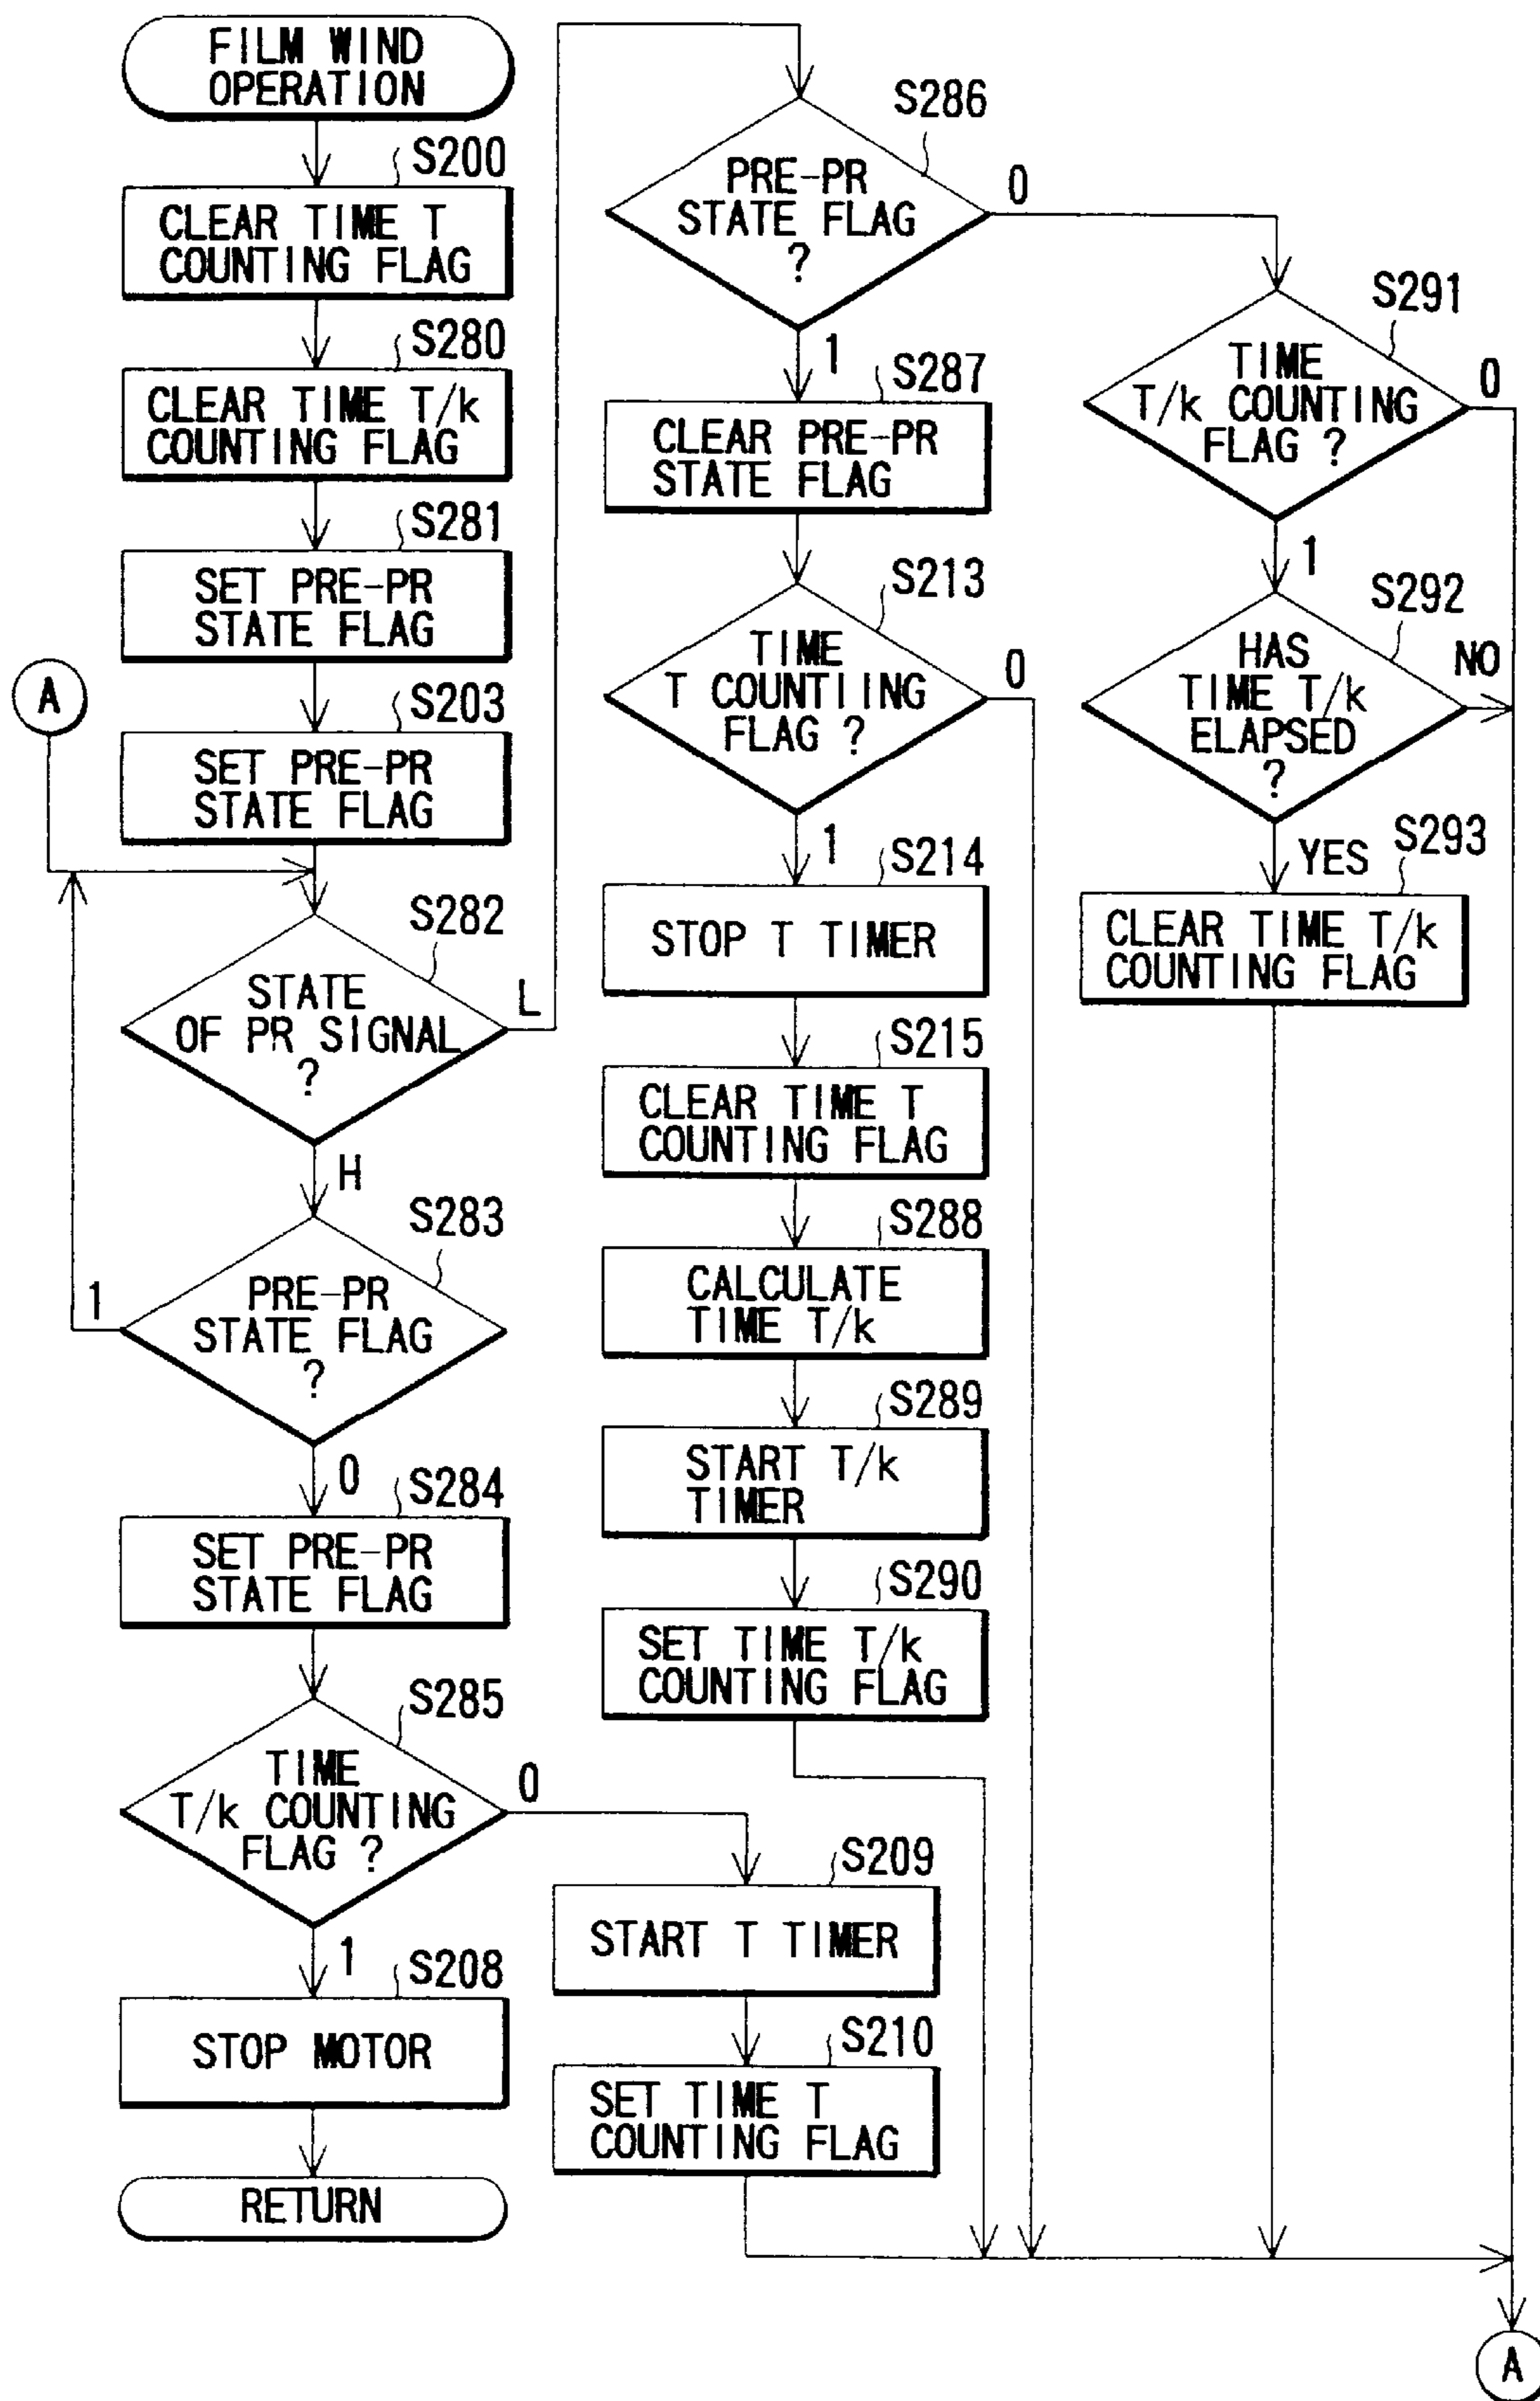 FILM WIND
OPERATION
S200
CLEAR TIME T
COUNTING FLAG
S280
CLEAR TIME T/k
COUNTING FLAG
S281
SET PRE-PR
STATE FLAG
A
S203
SET PRE-PR
STATE FLAG
S282
STATE
OF PR SIGNAL
?
L
H
S283
PRE-PR
STATE FLAG
?
1
0
S284
SET PRE-PR
STATE FLAG
S285
TIME
T/k COUNTING
FLAG ?
0
1
S208
STOP MOTOR
RETURN
S209
START T TIMER
S210
SET TIME T
COUNTING FLAG
S286
PRE-PR
STATE FLAG
?
0
1
S287
CLEAR PRE-PR
STATE FLAG
S213
TIME
T COUNTIING
FLAG ?
0
1
S214
STOP T TIMER
S215
CLEAR TIME T
COUNTING FLAG
S288
CALCULATE
TIME T/k
S289
START T/k
TIMER
S290
SET TIME T/k
COUNTING FLAG
S291
TIME
T/k COUNTING
FLAG ?
0
1
S292
HAS
TIME T/k
ELAPSED
?
NO
YES
S293
CLEAR TIME T/k
COUNTING FLAG
A